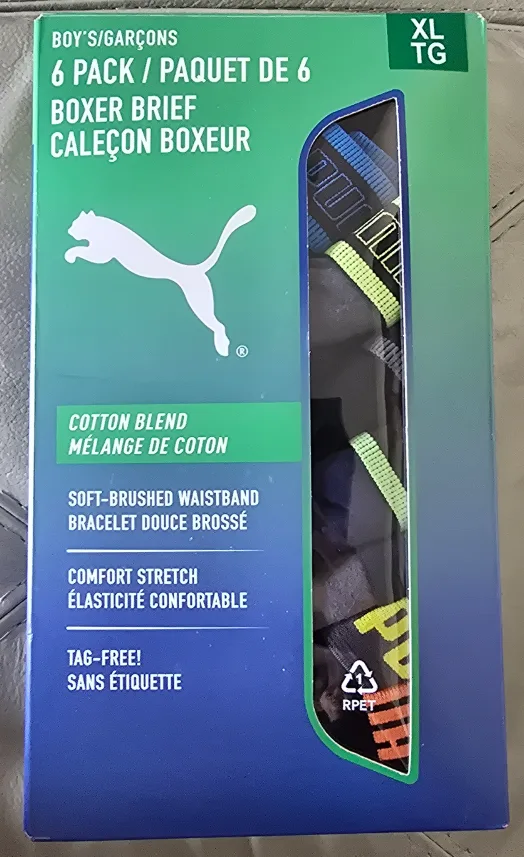 BOY'S/GARÇONS
6 PACK / PAQUET DE 6
BOXER BRIEF
CALEÇON BOXEUR
XL
TG
®
COTTON BLEND
MÉLANGE DE COTON
SOFT-BRUSHED WAISTBAND
BRACELET DOUCE BROSSÉ
COMFORT STRETCH
ÉLASTICITÉ CONFORTABLE
TAG-FREE!
SANS ÉTIQUETTE
1
RPET